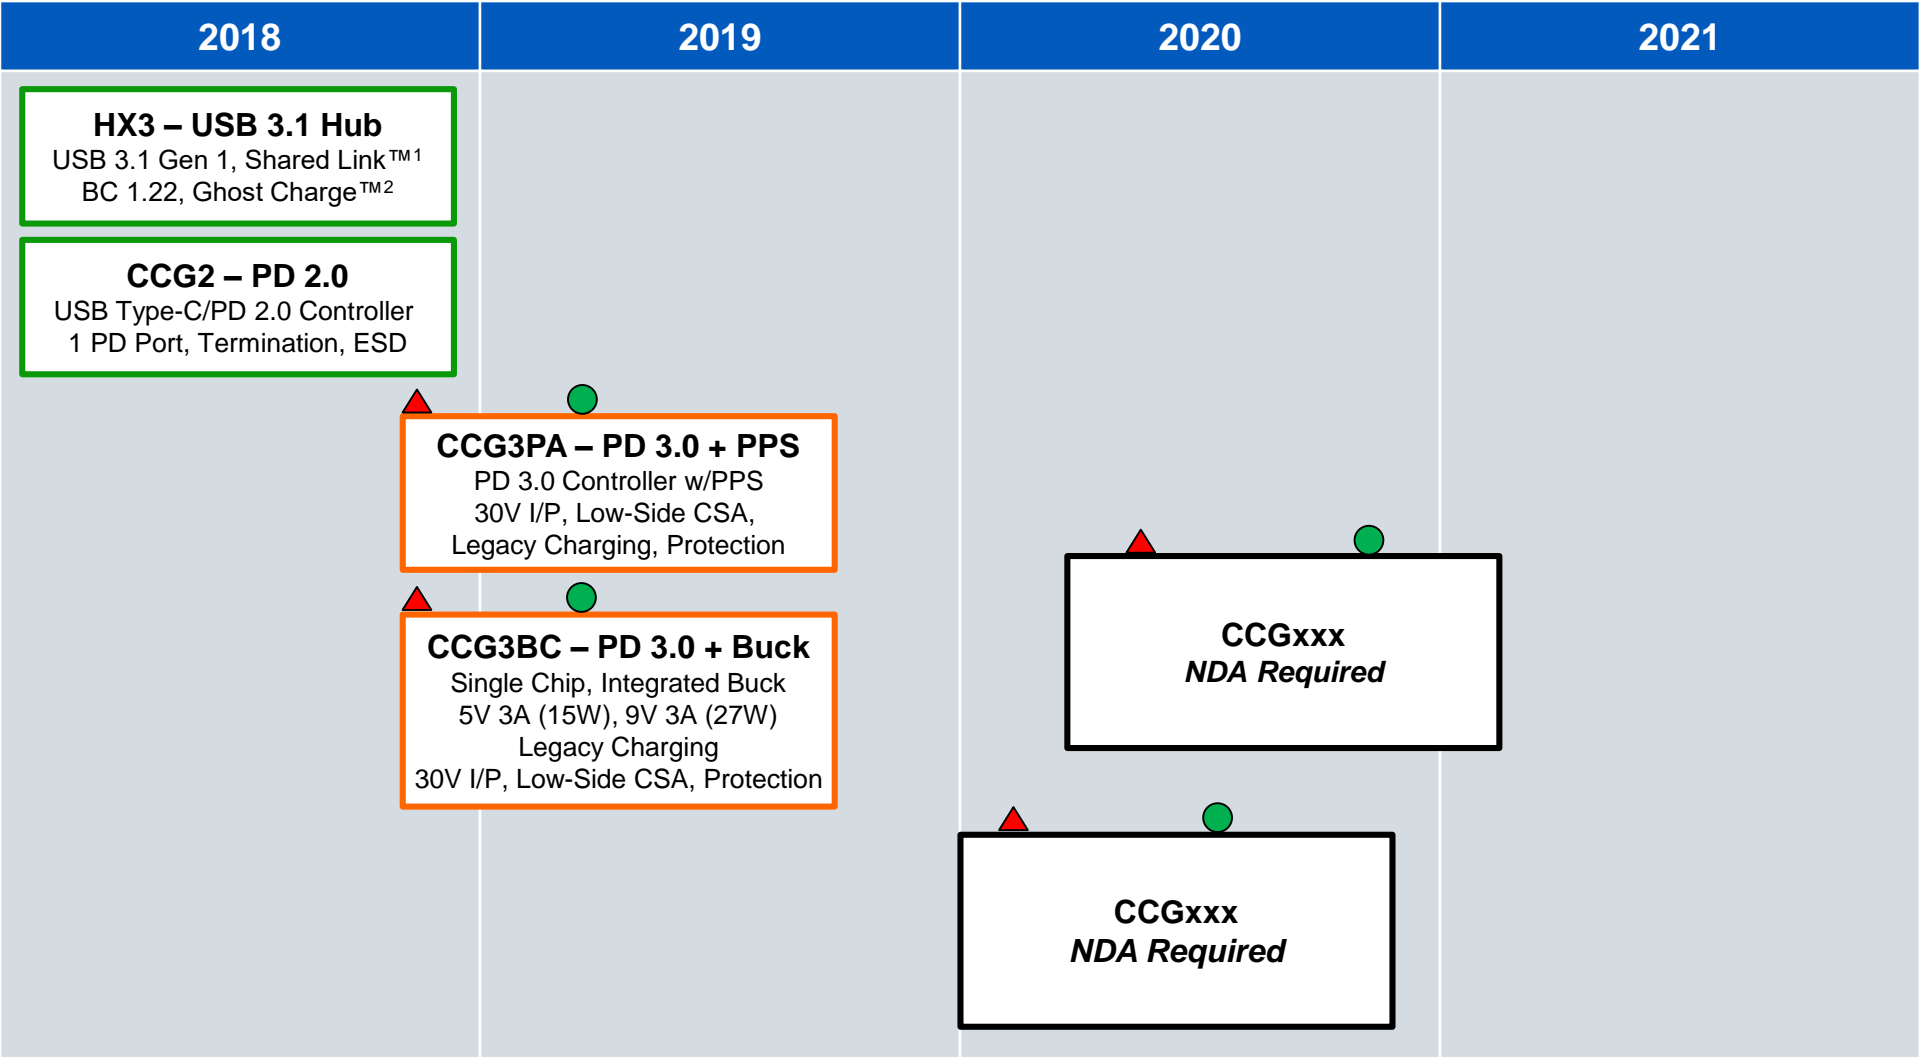 2018
2019
2020
2021
HX3 – USB 3.1 Hub
USB 3.1 Gen 1, Shared Link™¹
BC 1.22, Ghost Charge™²
CCG2 – PD 2.0
USB Type-C/PD 2.0 Controller
1 PD Port, Termination, ESD
CCG3PA – PD 3.0 + PPS
PD 3.0 Controller w/PPS
30V I/P, Low-Side CSA,
Legacy Charging, Protection
CCG3BC – PD 3.0 + Buck
Single Chip, Integrated Buck
5V 3A (15W), 9V 3A (27W)
Legacy Charging
30V I/P, Low-Side CSA, Protection
CCGxxx
NDA Required
CCGxxx
NDA Required